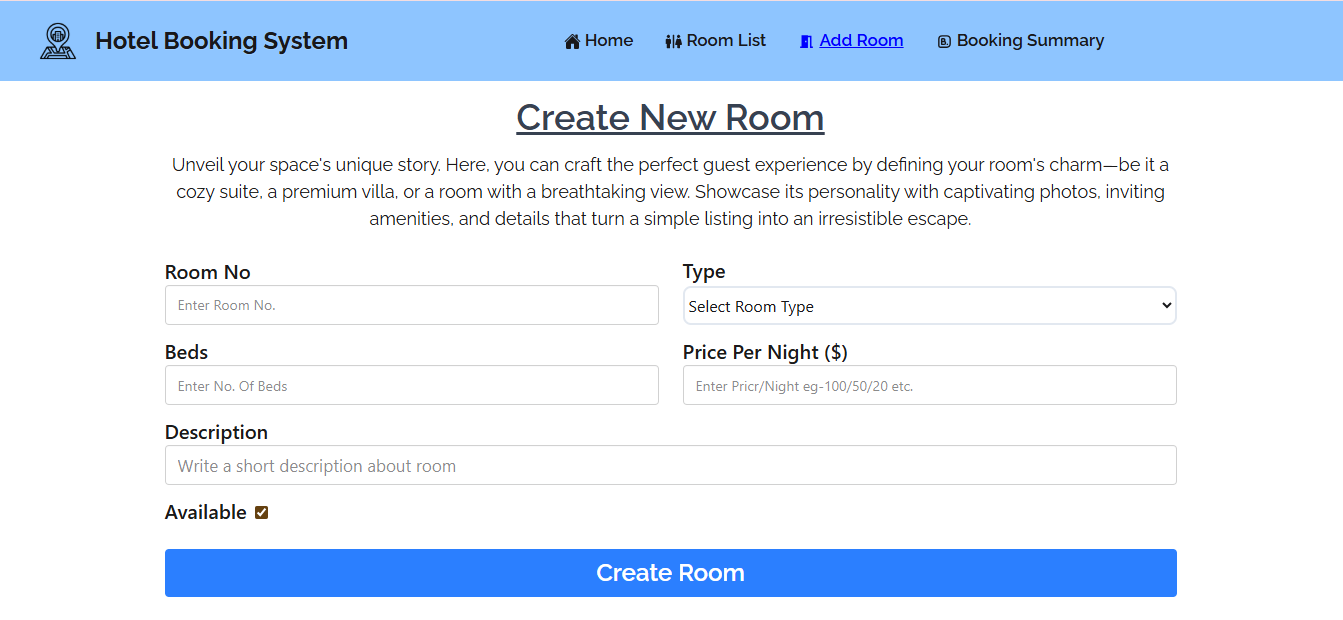 Hotel Booking System
Home Room List Add Room Booking Summary
Create New Room
Unveil your space's unique story. Here, you can craft the perfect guest experience by defining your room's charm—be it a
cozy suite, a premium villa, or a room with a breathtaking view. Showcase its personality with captivating photos, inviting
amenities, and details that turn a simple listing into an irresistible escape.
Room No
Enter Room No.
Type
Select Room Type
Beds
Enter No. Of Beds
Price Per Night ($)
Enter Pricr/Night eg-100/50/20 etc.
Description
Write a short description about room
Available
Create Room